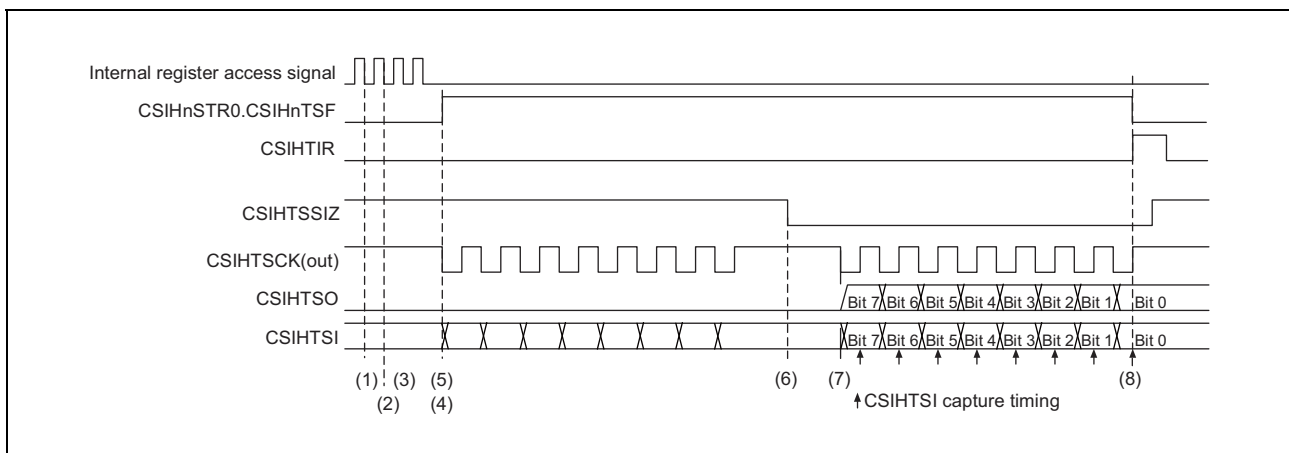 Internal register access signal
CSIHnSTR0.CSIHnTSF
CSIHTIR
CSIHTSSIZ
CSIHTSCK(out)
CSIHTSO
Bit 7 Bit 6 Bit 5 Bit 4 Bit 3 Bit 2 Bit 1 Bit 0
CSIHTSI
Bit 7 Bit 6 Bit 5 Bit 4 Bit 3 Bit 2 Bit 1 Bit 0
(1) (3) (5) (6) (7) (8)
(2) (4) CSIHTSI capture timing